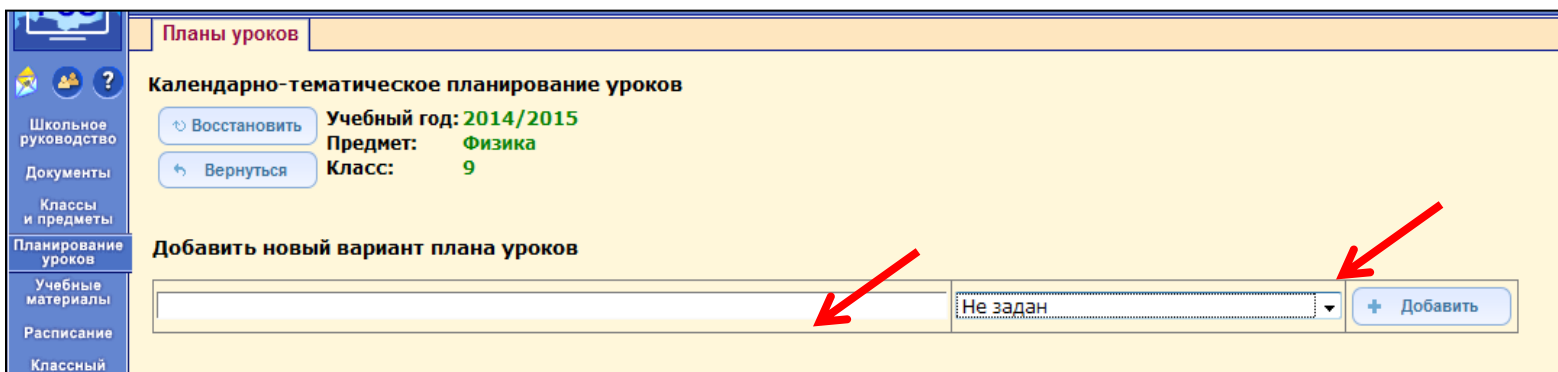 Планы уроков
?
Школьное
руководство
Документы
Классы
и предметы
Планирование
уроков
Учебные
материалы
Расписание
Классный
Календарно-тематическое планирование уроков
Восстановить
Вернуться
Учебный год: 2014/2015
Предмет: Физика
Класс: 9
Добавить новый вариант плана уроков
Не задан
+ Добавить